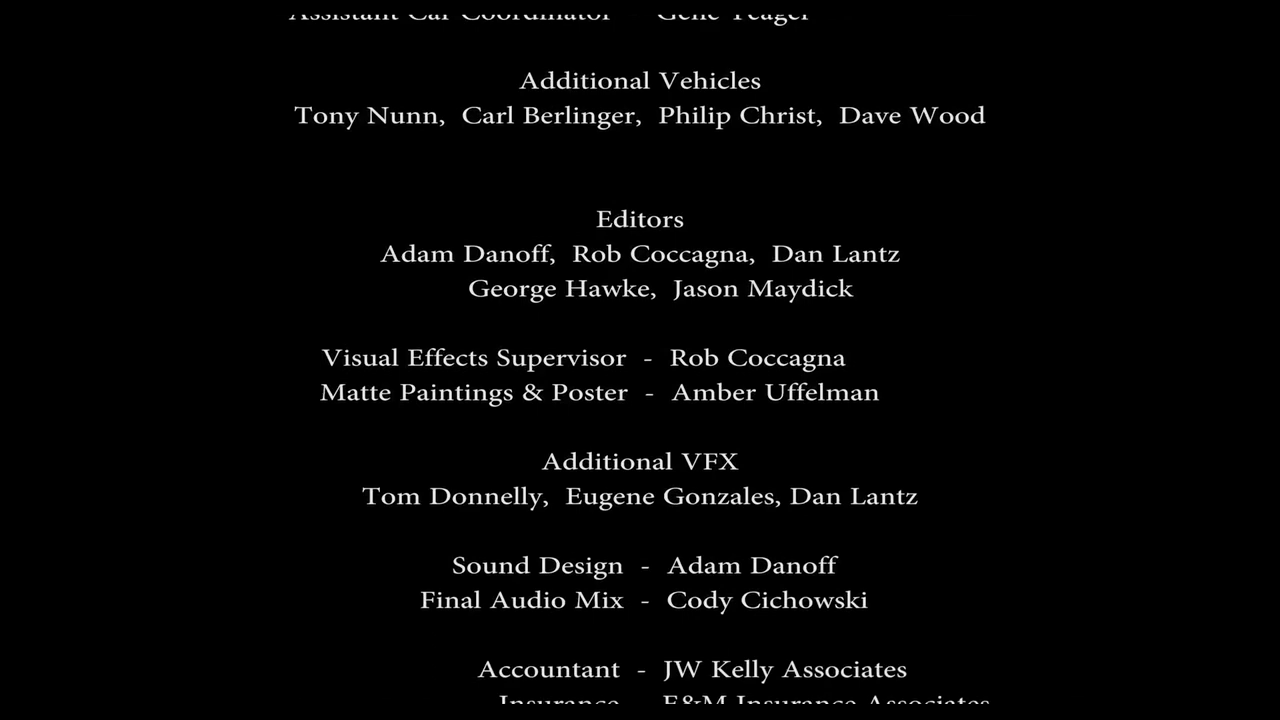 Assistant Car Coordinator - Gene Yeager
Additional Vehicles
Tony Nunn, Carl Berlinger, Philip Christ, Dave Wood
Editors
Adam Danoff, Rob Coccagna, Dan Lantz
George Hawke, Jason Maydick
Visual Effects Supervisor - Rob Coccagna
Matte Paintings & Poster - Amber Uffelman
Additional VFX
Tom Donnelly, Eugene Gonzales, Dan Lantz
Sound Design - Adam Danoff
Final Audio Mix - Cody Cichowski
Accountant - JW Kelly Associates
Insurance E&M Insurance Associates